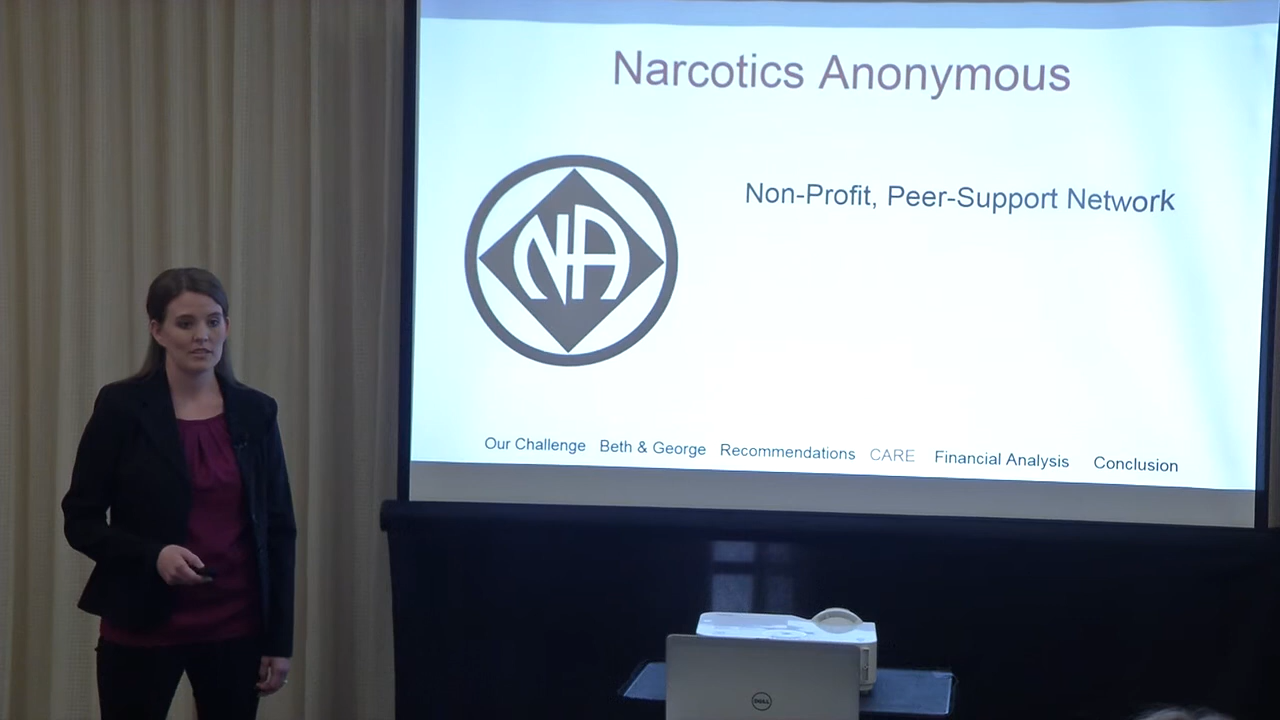 Narcotics Anonymous
NA
Non-Profit, Peer-Support Network
Our Challenge Beth & George Recommendations CARE Financial Analysis Conclusion
DELL